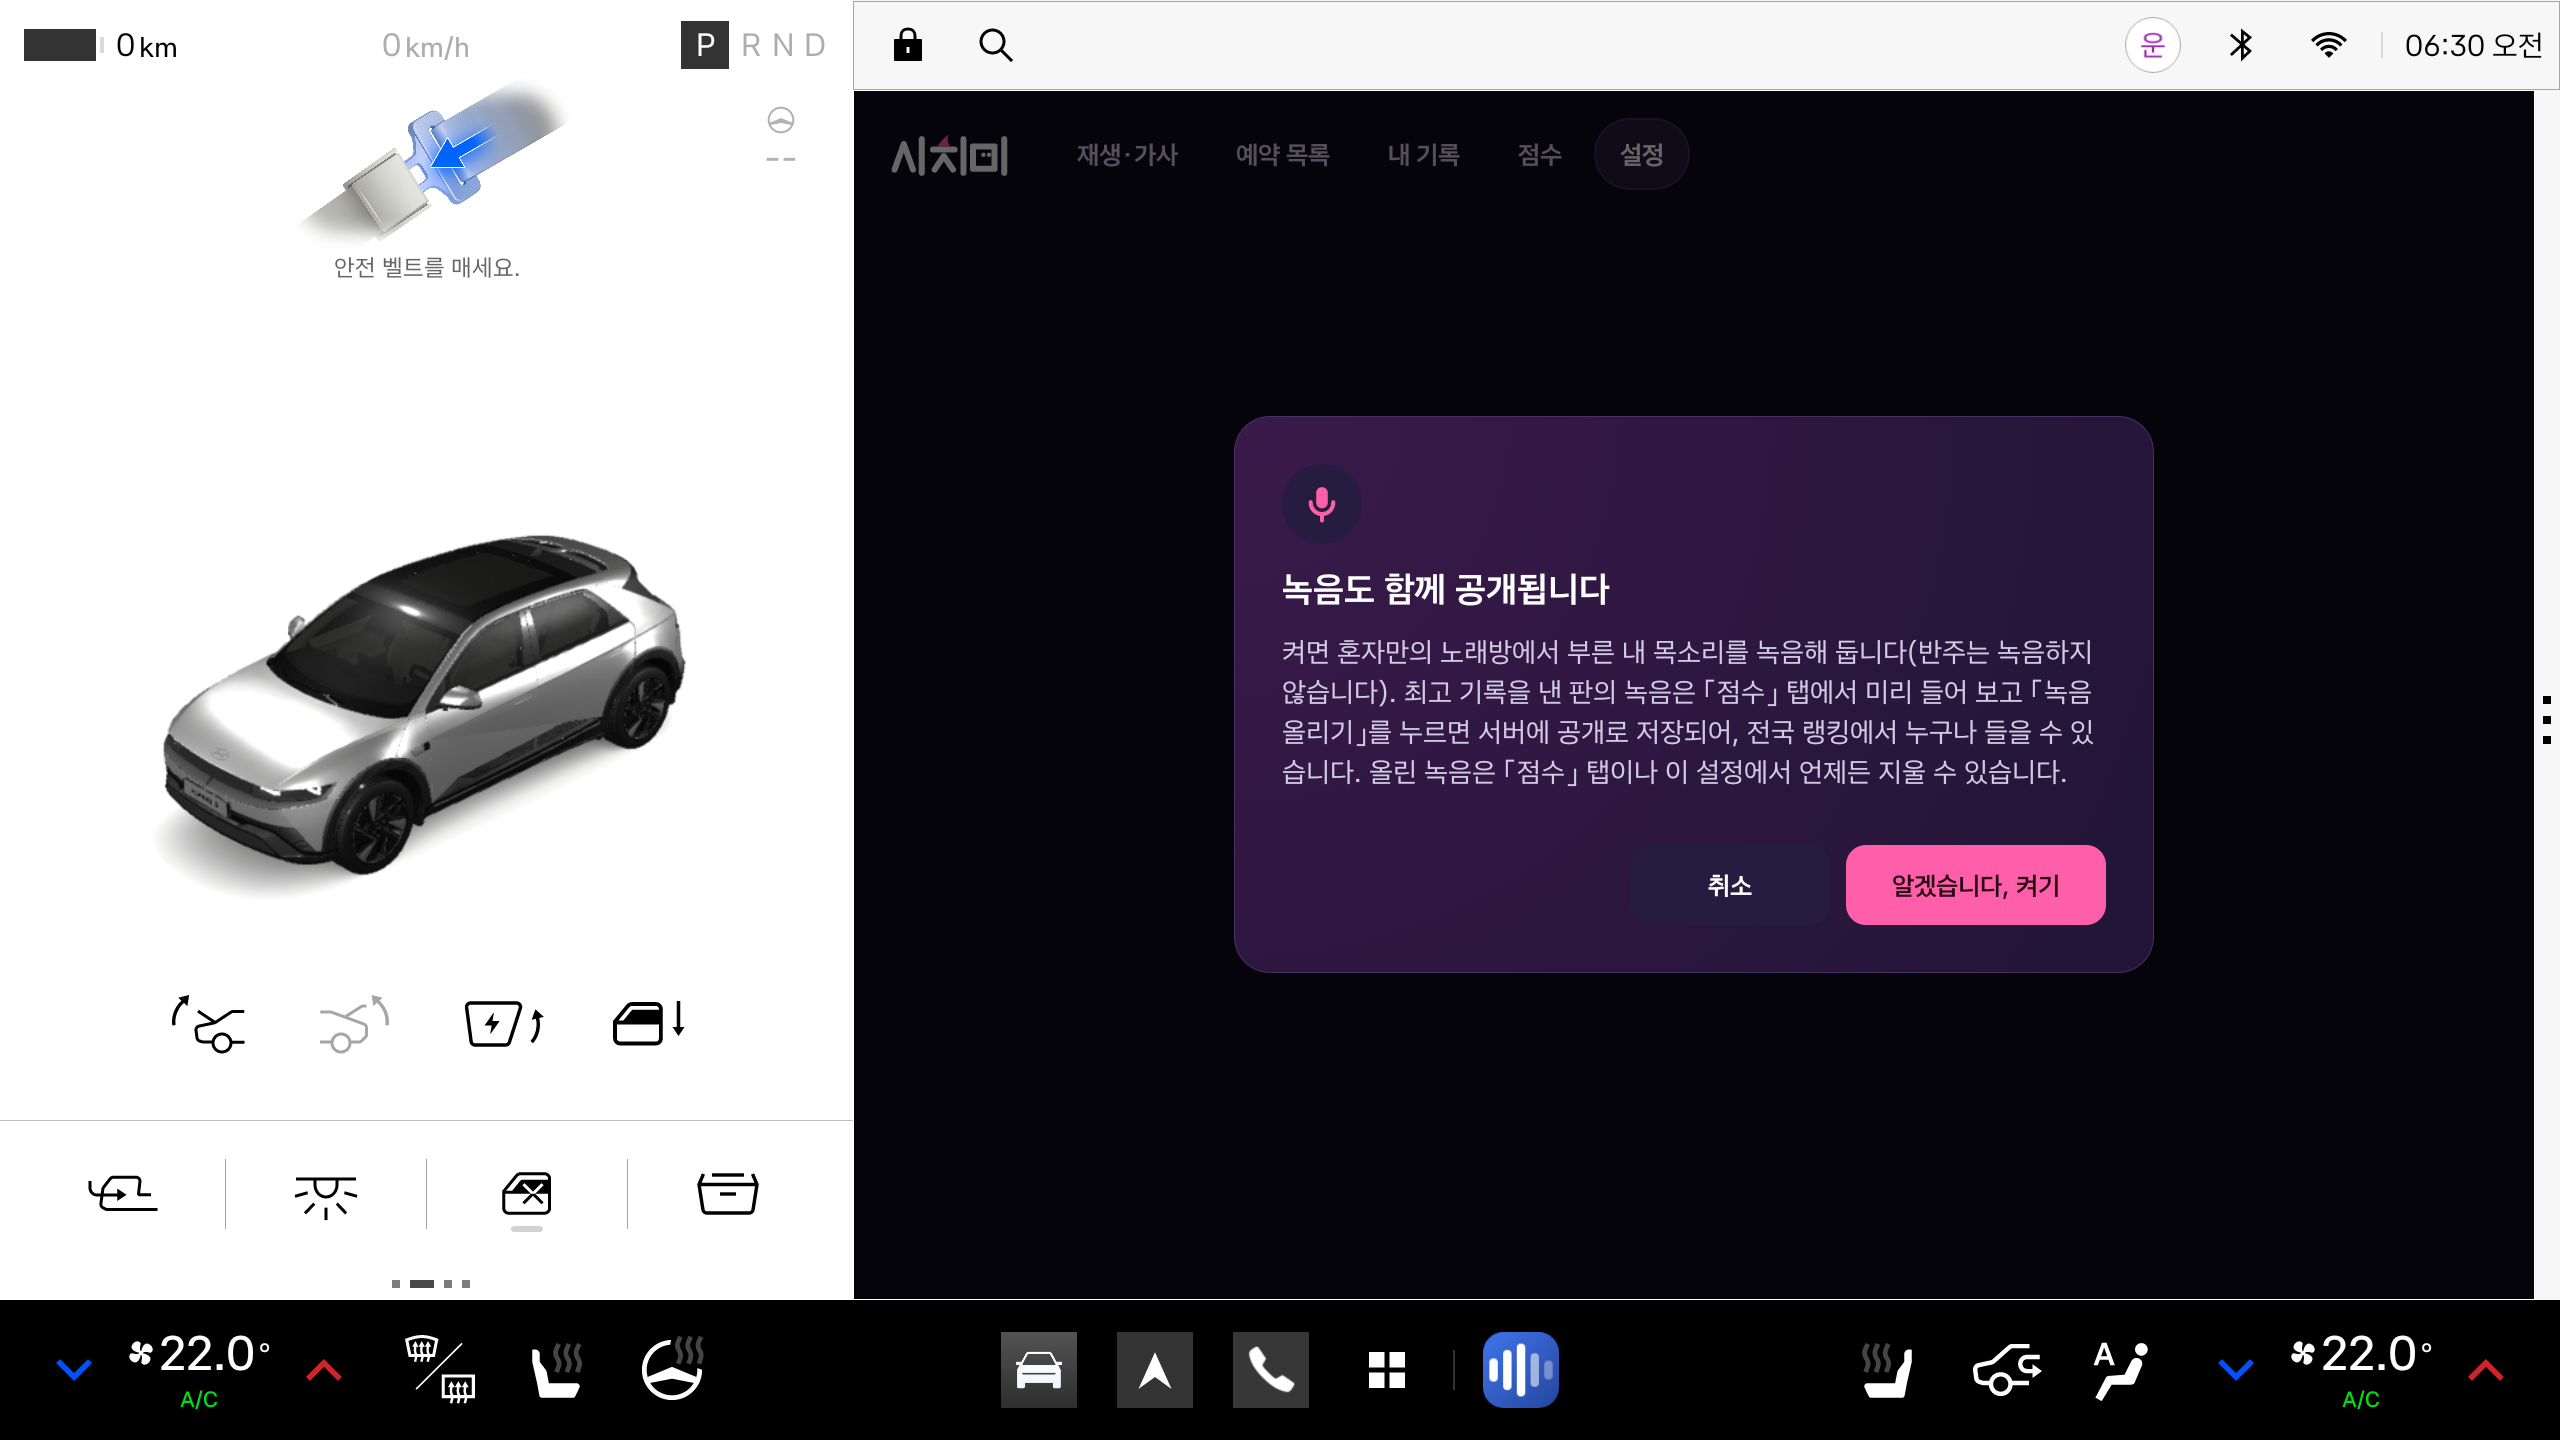 0 km
0 km/h
P R N D
운
06:30 오전
안전 벨트를 매세요.
시치미
재생·가사
예약 목록
내 기록
점수
설정
녹음도 함께 공개됩니다
켜면 혼자만의 노래방에서 부른 내 목소리를 녹음해 둡니다(반주는 녹음하지
않습니다). 최고 기록을 낸 판의 녹음은 「점수」 탭에서 미리 들어 보고 「녹음
올리기」를 누르면 서버에 공개로 저장되어, 전국 랭킹에서 누구나 들을 수 있
습니다. 올린 녹음은 「점수」 탭이나 이 설정에서 언제든 지울 수 있습니다.
취소
알겠습니다, 켜기
22.0°
A/C
A
22.0°
A/C